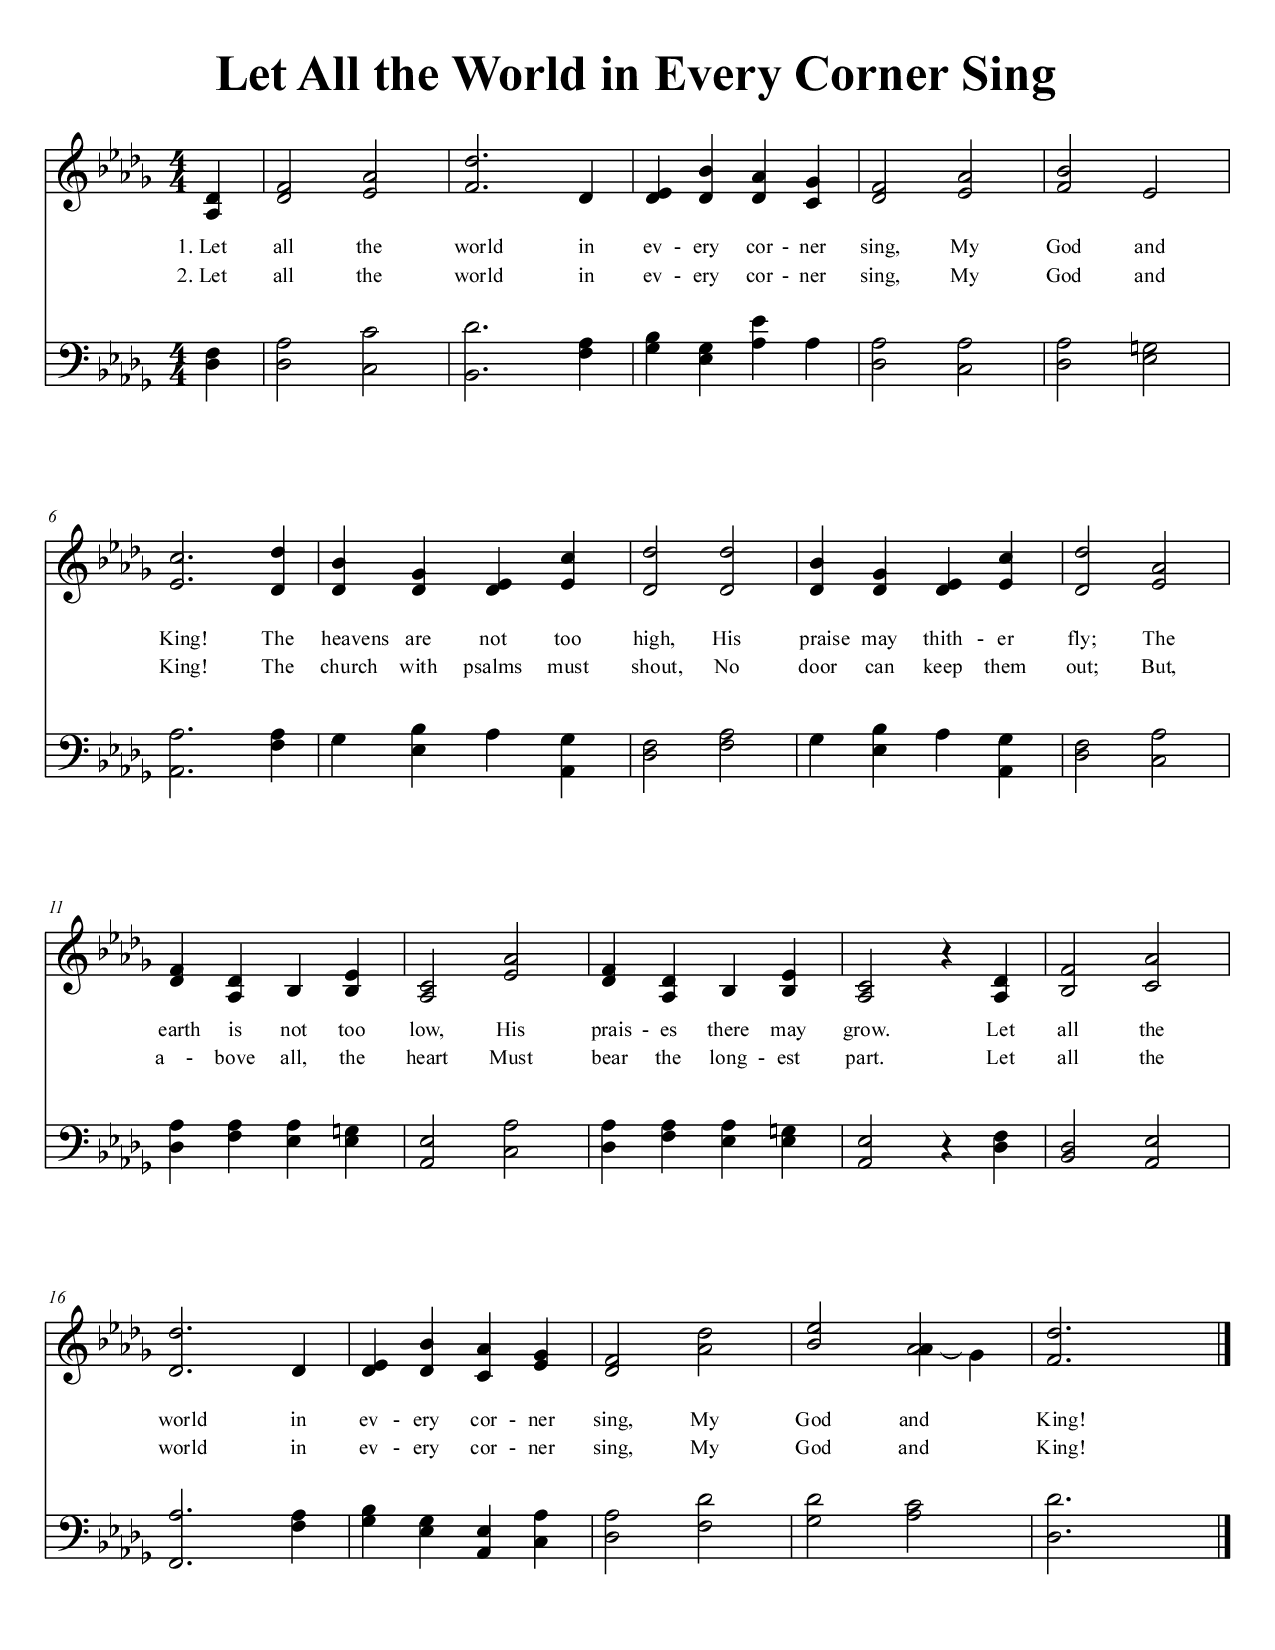 Let All the World in Every Corner Sing
1. Let all the world in ev - ery cor - ner sing, My God and
2. Let all the world in ev - ery cor - ner sing, My God and
6
King! The heavens are not too high, His praise may thith - er fly; The
King! The church with psalms must shout, No door can keep them out; But,
11
earth is not too low, His prais - es there may grow. Let all the
a - bove all, the heart Must bear the long - est part. Let all the
16
world in ev - ery cor - ner sing, My God and King!
world in ev - ery cor - ner sing, My God and King!